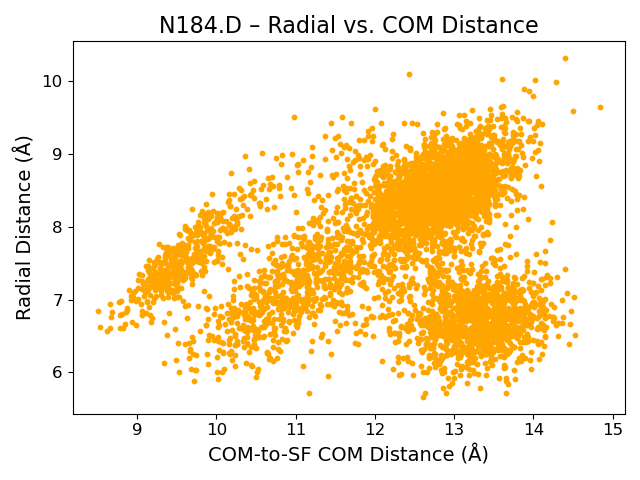 N184.D – Radial vs. COM Distance
Radial Distance (Å)
10
9
8
7
6
9 10 11 12 13 14 15
COM-to-SF COM Distance (Å)